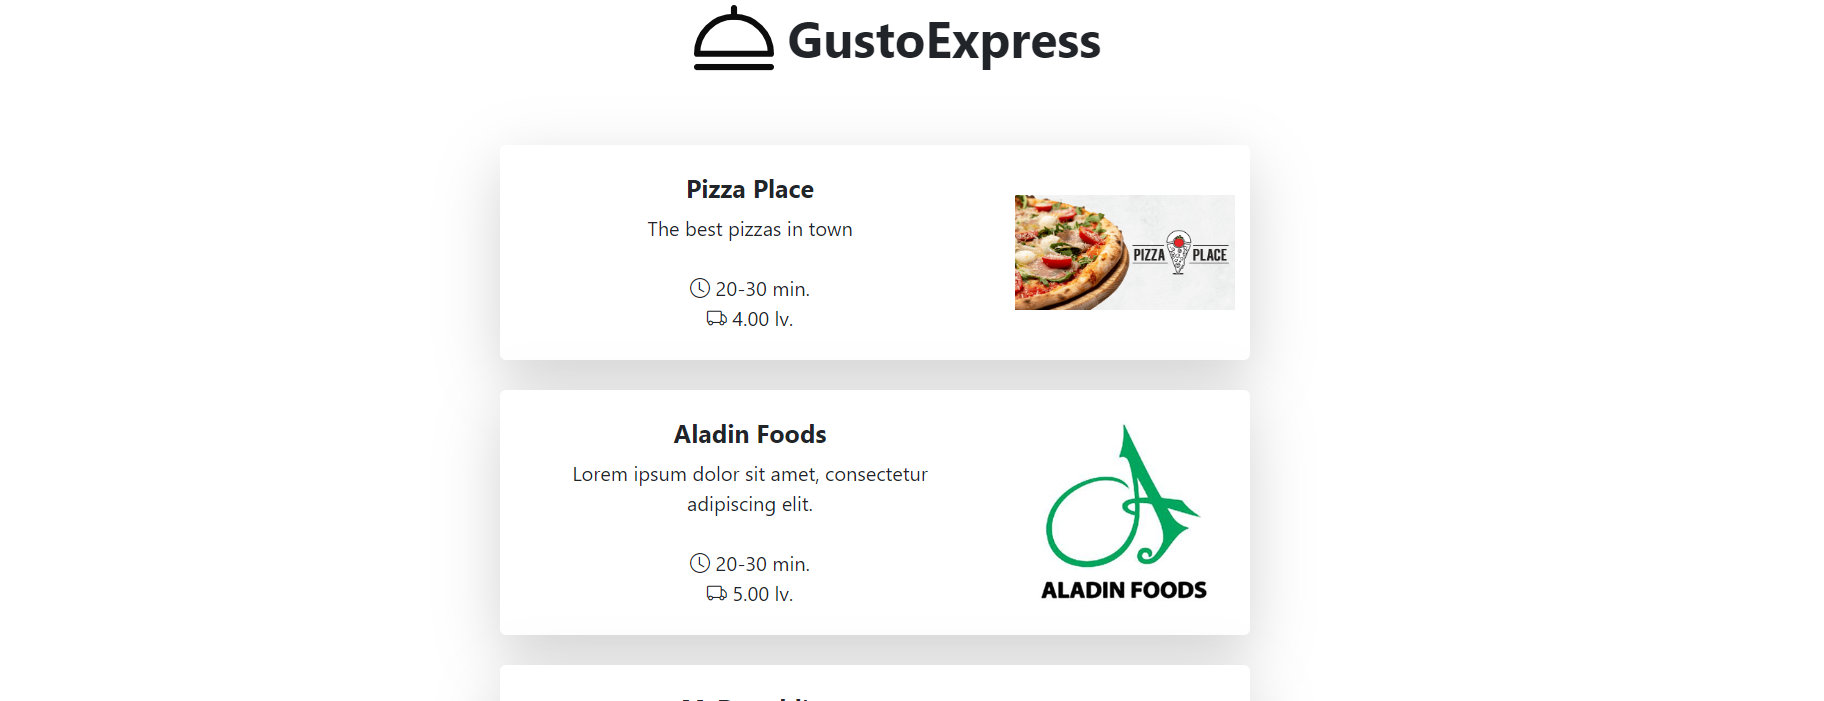 GustoExpress
Pizza Place
The best pizzas in town
20-30 min.
4.00 lv.
PIZZA PLACE
Aladin Foods
Lorem ipsum dolor sit amet, consectetur
adipiscing elit.
20-30 min.
5.00 lv.
ALADIN FOODS